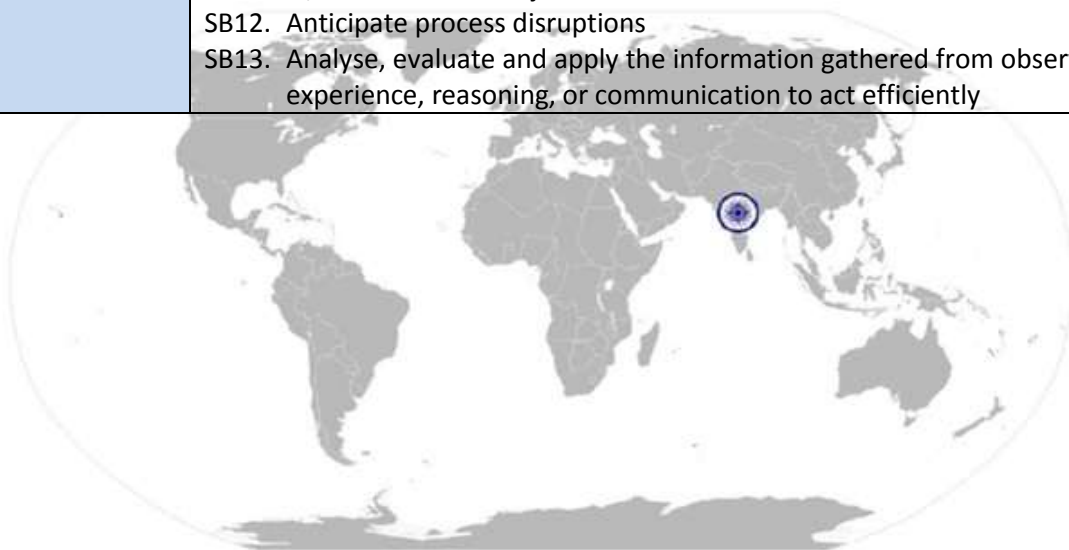 SB12. Anticipate process disruptions
SB13. Analyse, evaluate and apply the information gathered from obser
experience, reasoning, or communication to act efficiently